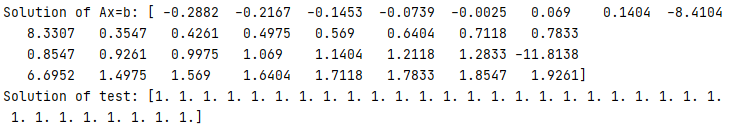 Solution of Ax=b: [ -0.2882 -0.2167 -0.1453 -0.0739 -0.0025 0.069 0.1404 -8.4104
8.3307 0.3547 0.4261 0.4975 0.569 0.6404 0.7118 0.7833
0.8547 0.9261 0.9975 1.069 1.1404 1.2118 1.2833 -11.8138
6.6952 1.4975 1.569 1.6404 1.7118 1.7833 1.8547 1.9261]
Solution of test: [1. 1. 1. 1. 1. 1. 1. 1. 1. 1. 1. 1. 1. 1. 1. 1. 1. 1. 1. 1. 1. 1. 1. 1.
1. 1. 1. 1. 1. 1. 1. 1.]